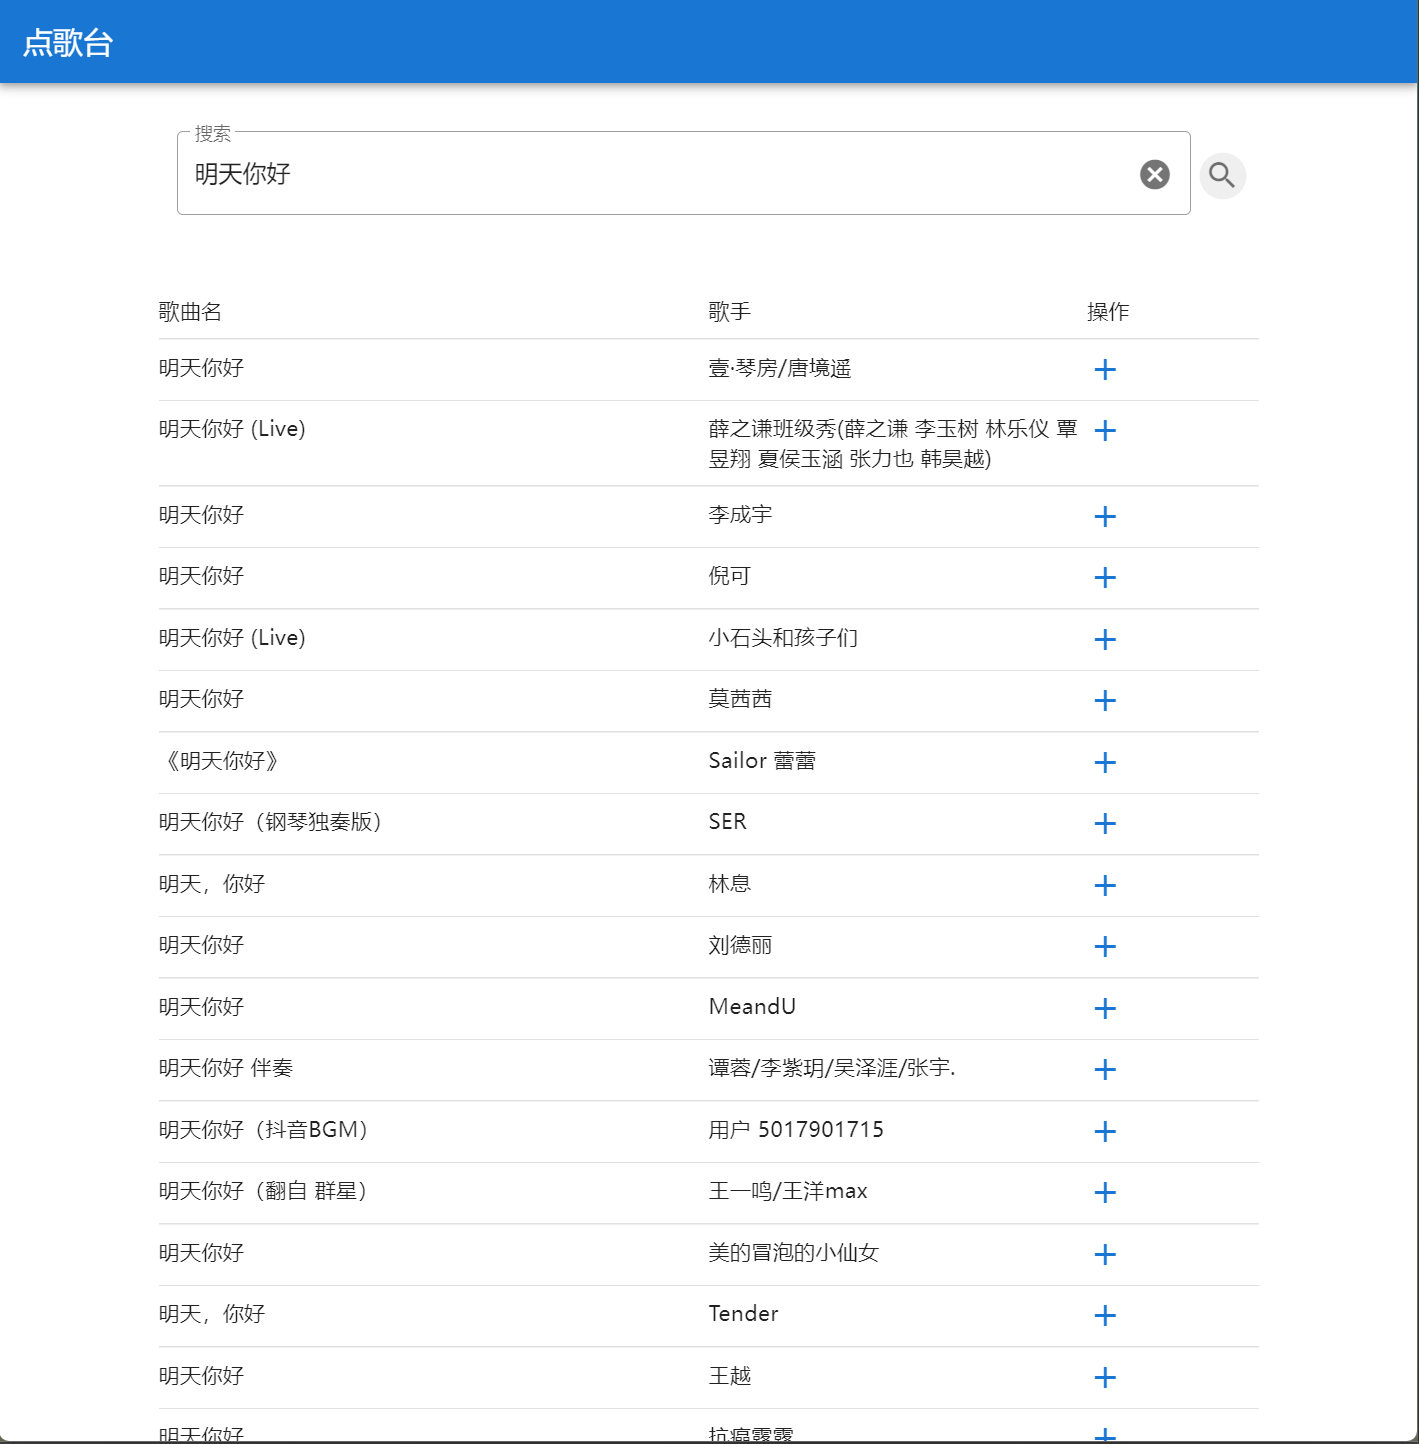 点歌台
搜索
明天你好
歌曲名 歌手 操作
明天你好 壹·琴房/唐境遥
明天你好 (Live) 薛之谦班级秀(薛之谦 李玉树 林乐仪 覃
昱翔 夏侯玉涵 张力也 韩昊越)
明天你好 李成宇
明天你好 倪可
明天你好 (Live) 小石头和孩子们
明天你好 莫茜茜
《明天你好》 Sailor 蕾蕾
明天你好（钢琴独奏版） SER
明天，你好 林息
明天你好 刘德丽
明天你好 MeandU
明天你好 伴奏 谭蓉/李紫玥/吴泽涯/张宇.
明天你好（抖音BGM） 用户 5017901715
明天你好（翻自 群星） 王一鸣/王洋max
明天你好 美的冒泡的小仙女
明天，你好 Tender
明天你好 王越
明天你好